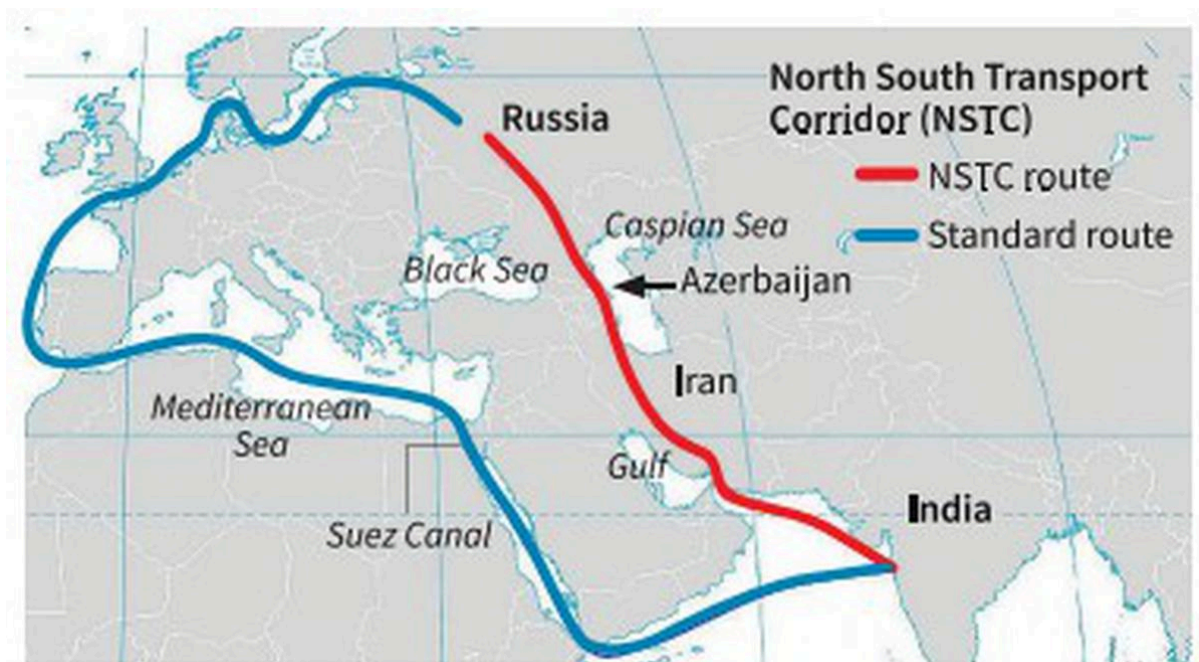 North South Transport
Corridor (NSTC)
NSTC route
Standard route
Russia
Caspian Sea
Black Sea
Azerbaijan
Iran
Mediterranean
Sea
Gulf
Suez Canal
India